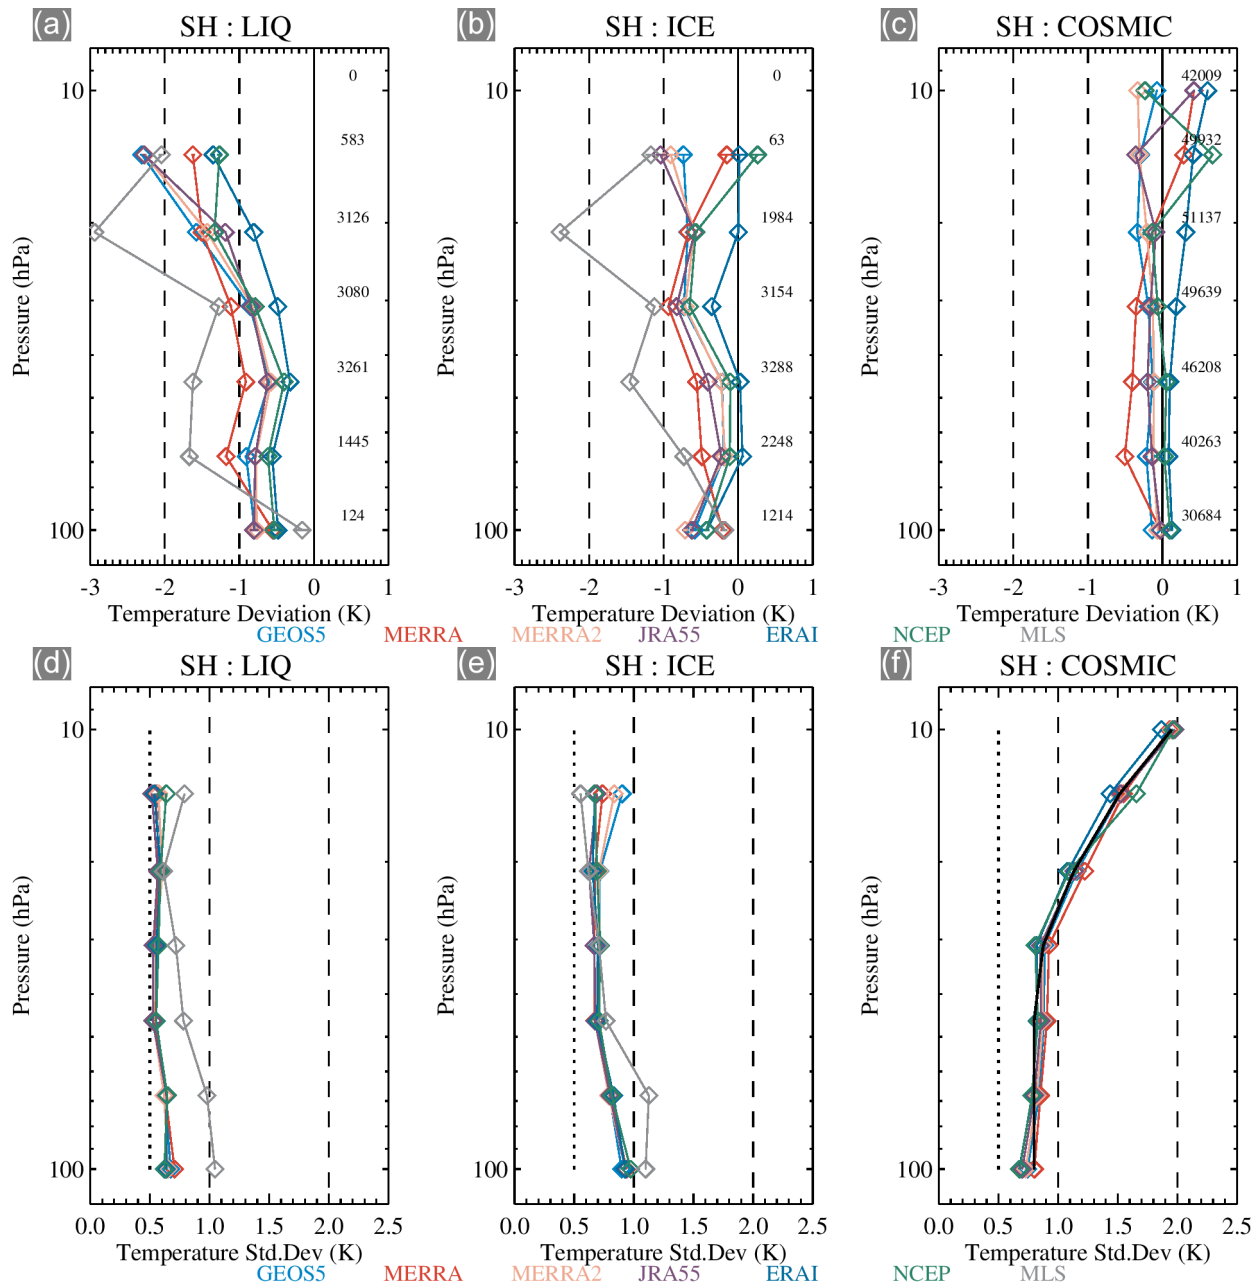 (a) SH : LIQ
(b) SH : ICE
(c) SH : COSMIC
Pressure (hPa)
10
100
0
583
3126
3080
3261
1445
124
-3 -2 -1 0 1
Temperature Deviation (K)
Pressure (hPa)
10
100
0
63
1984
3154
3288
2248
1214
-3 -2 -1 0 1
Temperature Deviation (K)
Pressure (hPa)
10
100
42009
49932
51137
49639
46208
40263
30684
-3 -2 -1 0 1
Temperature Deviation (K)
GEOS5 MERRA MERRA2 JRA55 ERAI NCEP MLS
(d) SH : LIQ
(e) SH : ICE
(f) SH : COSMIC
Pressure (hPa)
10
100
0.0 0.5 1.0 2.0 2.5
Temperature Std.Dev (K)
Pressure (hPa)
10
100
0.0 0.5 1.0 2.0 2.5
Temperature Std.Dev (K)
Pressure (hPa)
10
100
0.0 0.5 1.0 1.5 2.0 2.5
Temperature Std.Dev (K)
GEOS5 MERRA MERRA2 JRA55 ERAI NCEP MLS